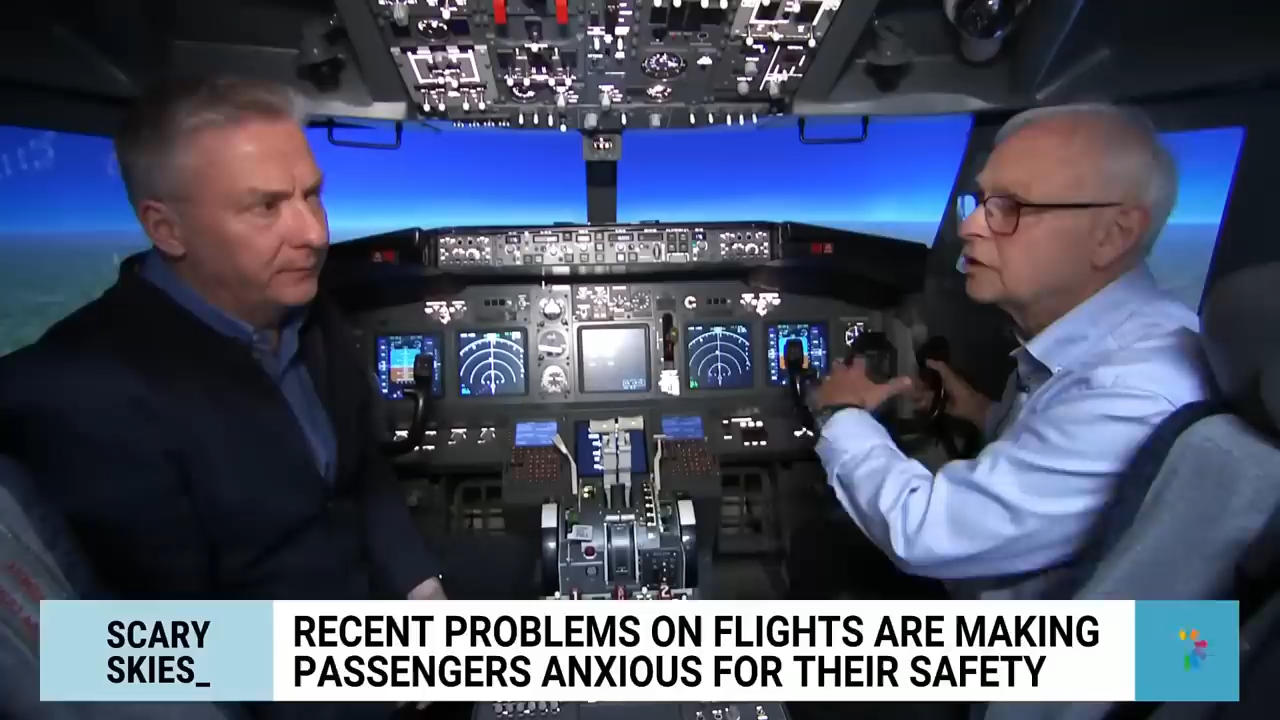 SCARY
SKIES_
RECENT PROBLEMS ON FLIGHTS ARE MAKING
PASSENGERS ANXIOUS FOR THEIR SAFETY